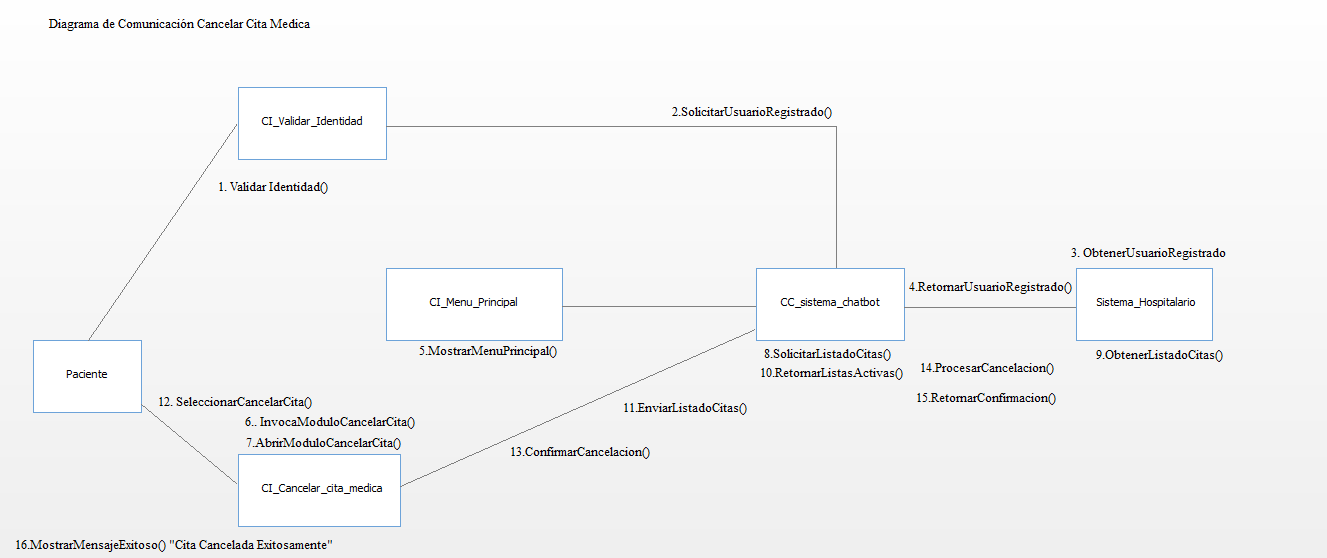 Diagrama de Comunicación Cancelar Cita Medica
2.SolicitarUsuarioRegistrado()
CI_Validar_Identidad
1. Validar Identidad()
3. ObtenerUsuarioRegistrado
4.RetornarUsuarioRegistrado()
CI_Menu_Principal
CC_sistema_chatbot
Sistema_Hospitalario
5.MostrarMenuPrincipal()
8.SolicitarListadoCitas()
9.ObtenerListadoCitas()
10.RetornarListasActivas()
14.ProcesarCancelacion()
Paciente
15.RetornarConfirmacion()
12. SeleccionarCancelarCita()
11.EnviarListadoCitas()
6.. InvocaModuloCancelarCita()
7.AbrirModuloCancelarCita()
13.ConfirmarCancelacion()
CI_Cancelar_cita_medica
16.MostrarMensajeExitoso() "Cita Cancelada Exitosamente"